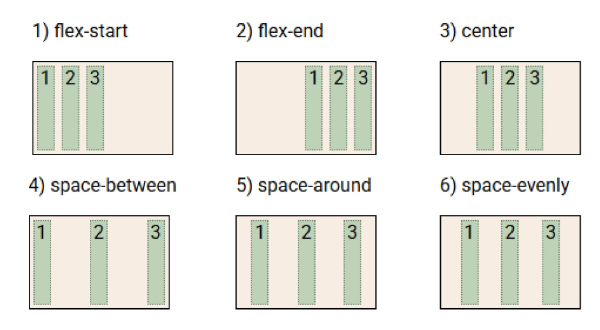 1) flex-start
2) flex-end
3) center
1 2 3
1 2 3
1 2 3
4) space-between
5) space-around
6) space-evenly
1 2 3
1 2 3
1 2 3